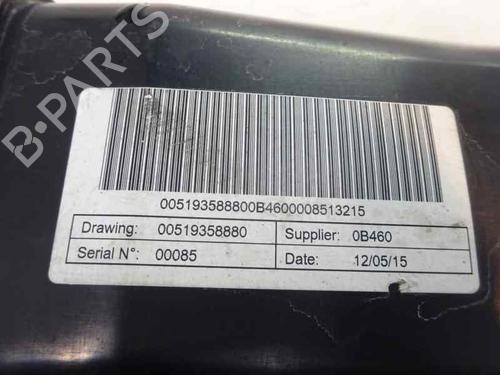 B-PARTS
005193588800B4600008513215
Drawing: 00519358880 Supplier: 0B460
Serial N°: 00085 Date: 12/05/15